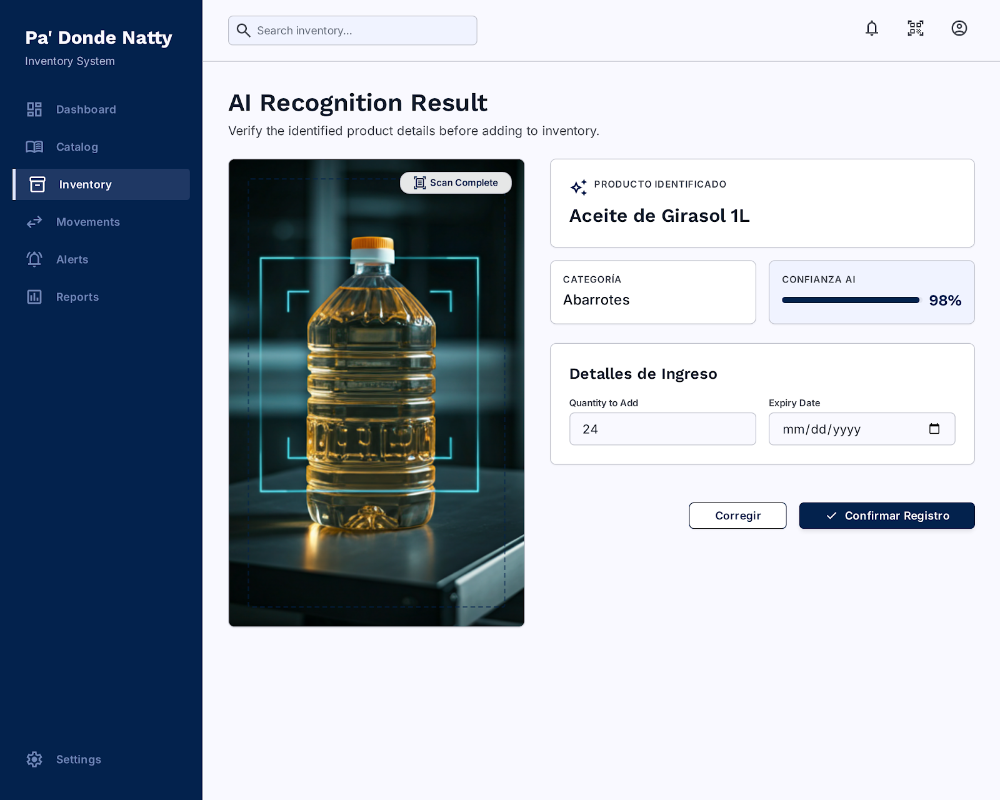 Pa' Donde Natty
Inventory System
Dashboard
Catalog
Inventory
Movements
Alerts
Reports
Settings
Search inventory...
AI Recognition Result
Verify the identified product details before adding to inventory.
Scan Complete
PRODUCTO IDENTIFICADO
Aceite de Girasol 1L
CATEGORÍA
Abarrotes
CONFIANZA AI
98%
Detalles de Ingreso
Quantity to Add
24
Expiry Date
mm/dd/yyyy
Corregir
Confirmar Registro